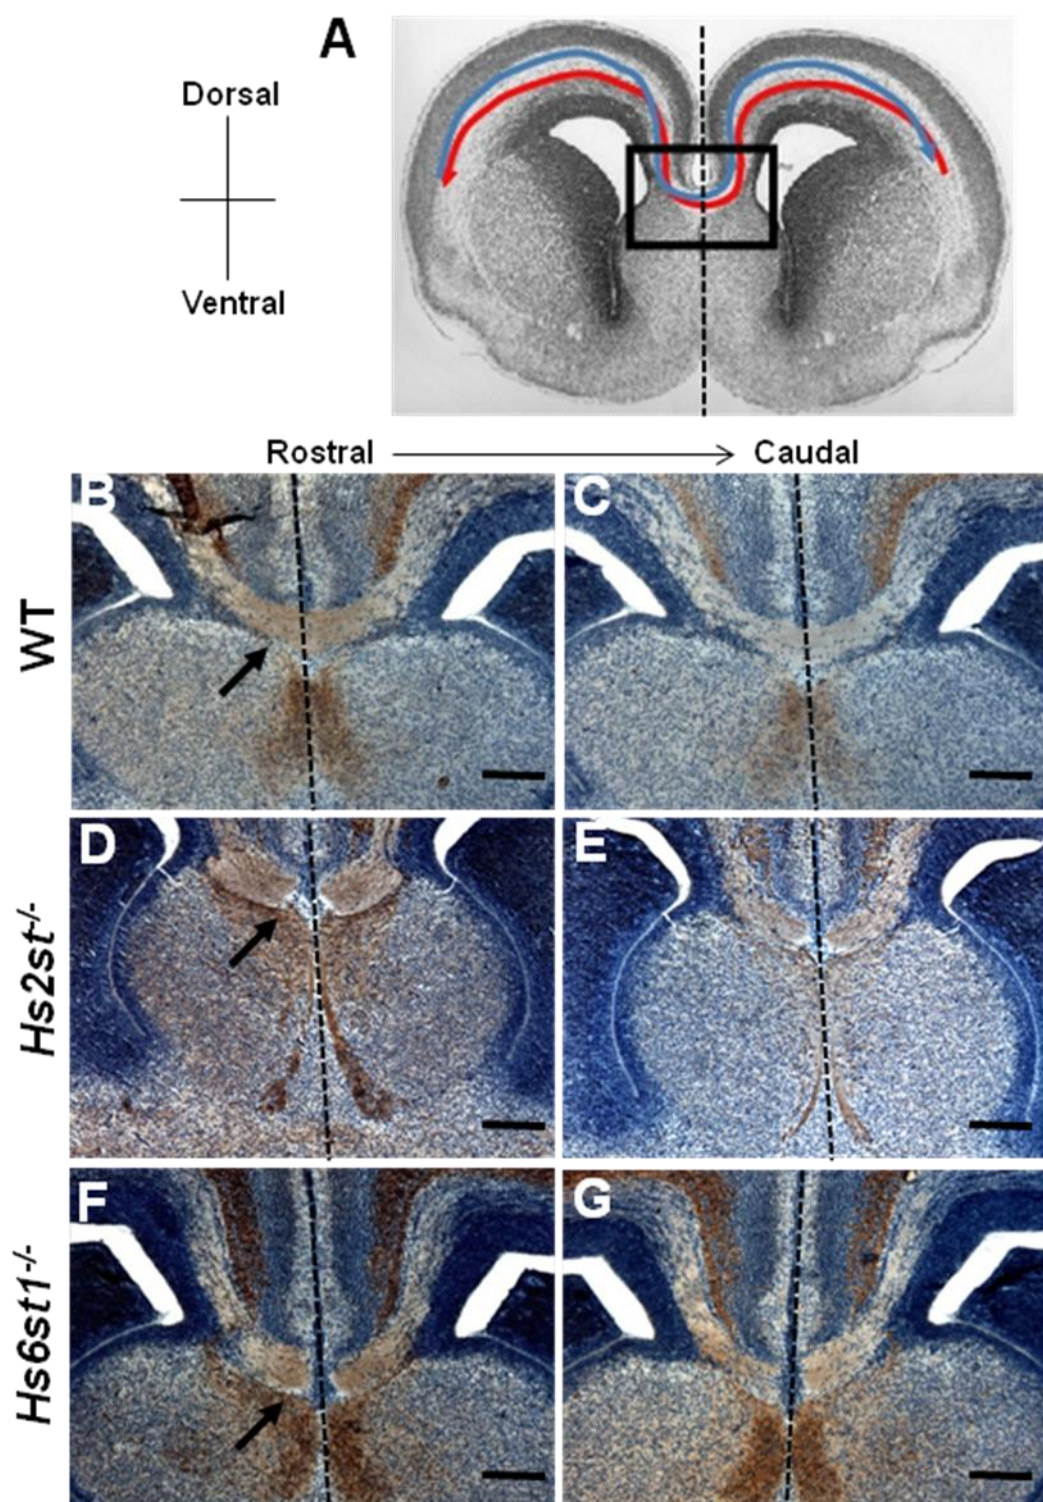 A
Dorsal
Ventral
Rostral
Caudal
B
C
WT
D
E
Hs2st-/-
F
G
Hs6st1-/-